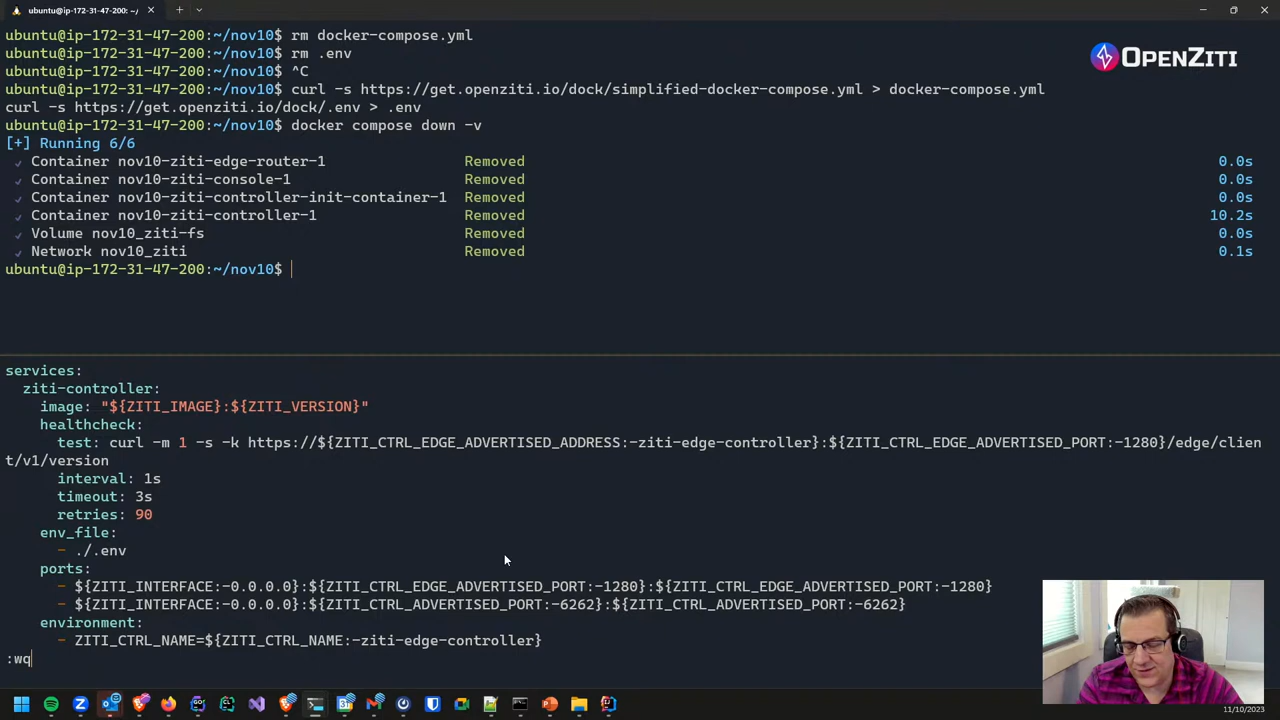 ubuntu@ip-172-31-47-200: ~/
ubuntu@ip-172-31-47-200:~/nov10$ rm docker-compose.yml
ubuntu@ip-172-31-47-200:~/nov10$ rm .env
ubuntu@ip-172-31-47-200:~/nov10$ ^C
ubuntu@ip-172-31-47-200:~/nov10$ curl -s https://get.openziti.io/dock/simplified-docker-compose.yml > docker-compose.yml
curl -s https://get.openziti.io/dock/.env > .env
ubuntu@ip-172-31-47-200:~/nov10$ docker compose down -v
[+] Running 6/6
✓ Container nov10-ziti-edge-router-1 Removed 0.0s
✓ Container nov10-ziti-console-1 Removed 0.0s
✓ Container nov10-ziti-controller-init-container-1 Removed 0.0s
✓ Container nov10-ziti-controller-1 Removed 10.2s
✓ Volume nov10_ziti-fs Removed 0.0s
✓ Network nov10_ziti Removed 0.1s
ubuntu@ip-172-31-47-200:~/nov10$
OPENZITI
services:
  ziti-controller:
    image: "${ZITI_IMAGE}:${ZITI_VERSION}"
    healthcheck:
      test: curl -m 1 -s -k https://${ZITI_CTRL_EDGE_ADVERTISED_ADDRESS:-ziti-edge-controller}:${ZITI_CTRL_EDGE_ADVERTISED_PORT:-1280}/edge/clien
t/v1/version
      interval: 1s
      timeout: 3s
      retries: 90
    env_file:
      - ./.env
    ports:
      - ${ZITI_INTERFACE:-0.0.0.0}:${ZITI_CTRL_EDGE_ADVERTISED_PORT:-1280}:${ZITI_CTRL_EDGE_ADVERTISED_PORT:-1280}
      - ${ZITI_INTERFACE:-0.0.0.0}:${ZITI_CTRL_ADVERTISED_PORT:-6262}:${ZITI_CTRL_ADVERTISED_PORT:-6262}
    environment:
      - ZITI_CTRL_NAME=${ZITI_CTRL_NAME:-ziti-edge-controller}
:wq
11/10/2023